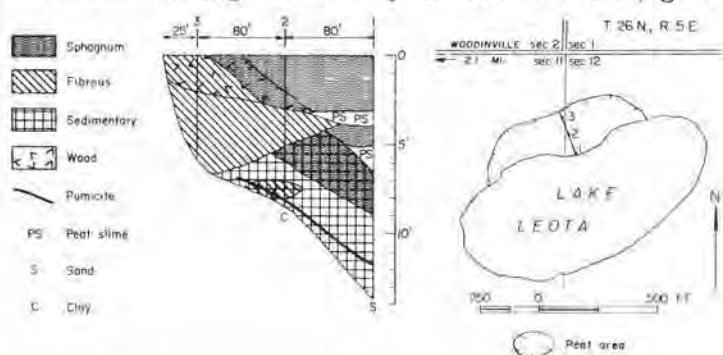 Sphagnum
Fibrous
Sedimentary
Wood
Pumicite
PS Peat slime
S Sand
C Clay
25' 3 80' 2 80'
0
5'
10'
PS PS
PS
C
S
T. 26 N., R. 5 E.
WOODINVILLE sec 2 sec 1
2.1 MI. sec 11 sec 12
3
2
1
LAKE
LEOTA
N
250 0 500 FT.
Peat area